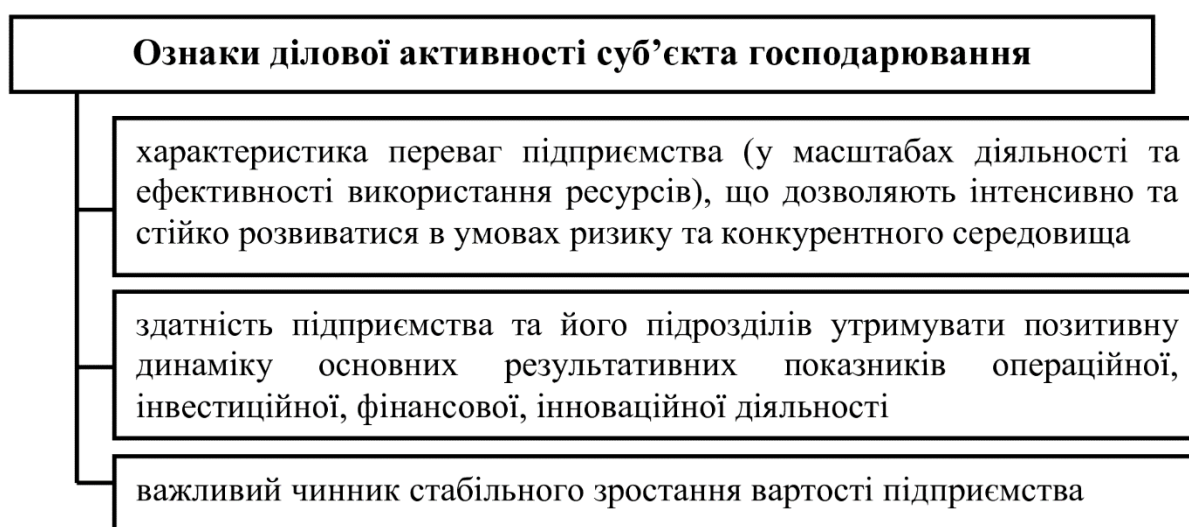 Ознаки ділової активності суб’єкта господарювання
характеристика переваг підприємства (у масштабах діяльності та
ефективності використання ресурсів), що дозволяють інтенсивно та
стійко розвиватися в умовах ризику та конкурентного середовища
здатність підприємства та його підрозділів утримувати позитивну
динаміку основних результативних показників операційної,
інвестиційної, фінансової, інноваційної діяльності
важливий чинник стабільного зростання вартості підприємства